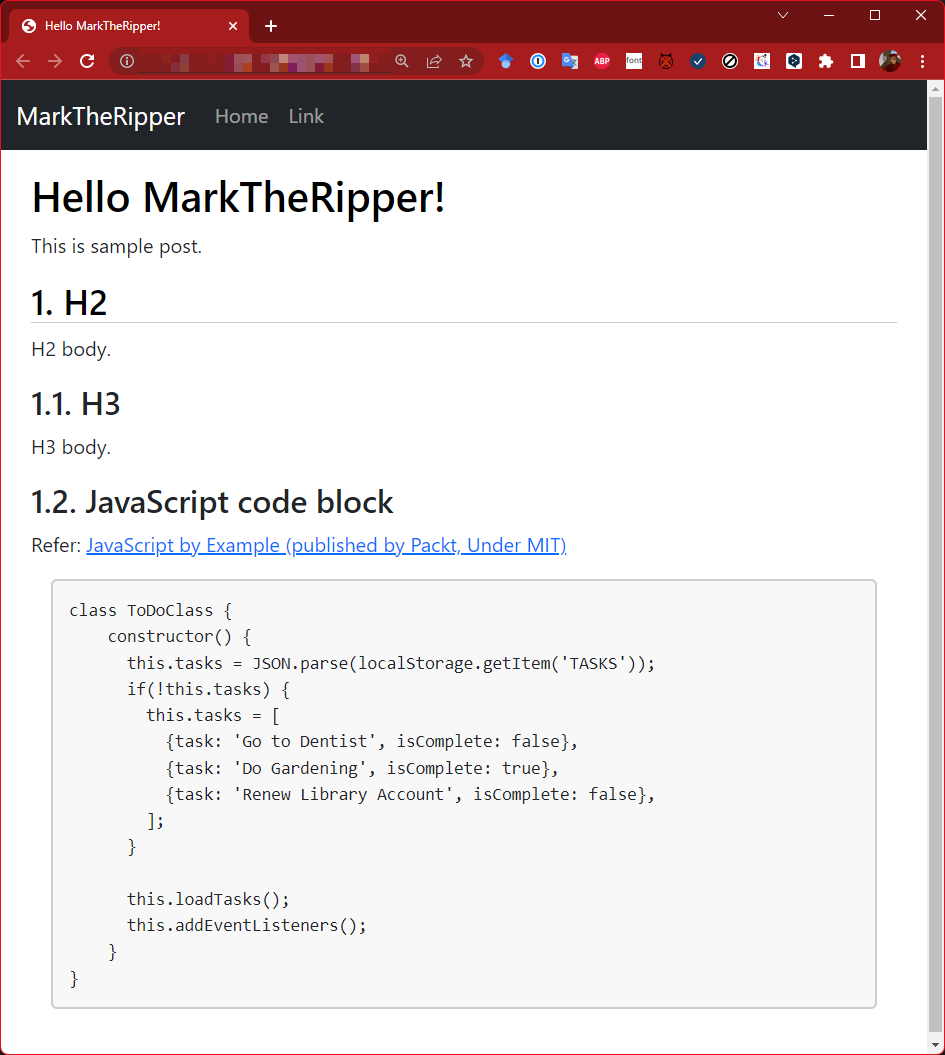 Hello MarkTheRipper!
ABP
font
MarkTheRipper Home Link
Hello MarkTheRipper!
This is sample post.
1. H2
H2 body.
1.1. H3
H3 body.
1.2. JavaScript code block
Refer: JavaScript by Example (published by Packt, Under MIT)
class ToDoClass {
    constructor() {
      this.tasks = JSON.parse(localStorage.getItem('TASKS'));
      if(!this.tasks) {
        this.tasks = [
          {task: 'Go to Dentist', isComplete: false},
          {task: 'Do Gardening', isComplete: true},
          {task: 'Renew Library Account', isComplete: false},
        ];
      }

      this.loadTasks();
      this.addEventListeners();
    }
}